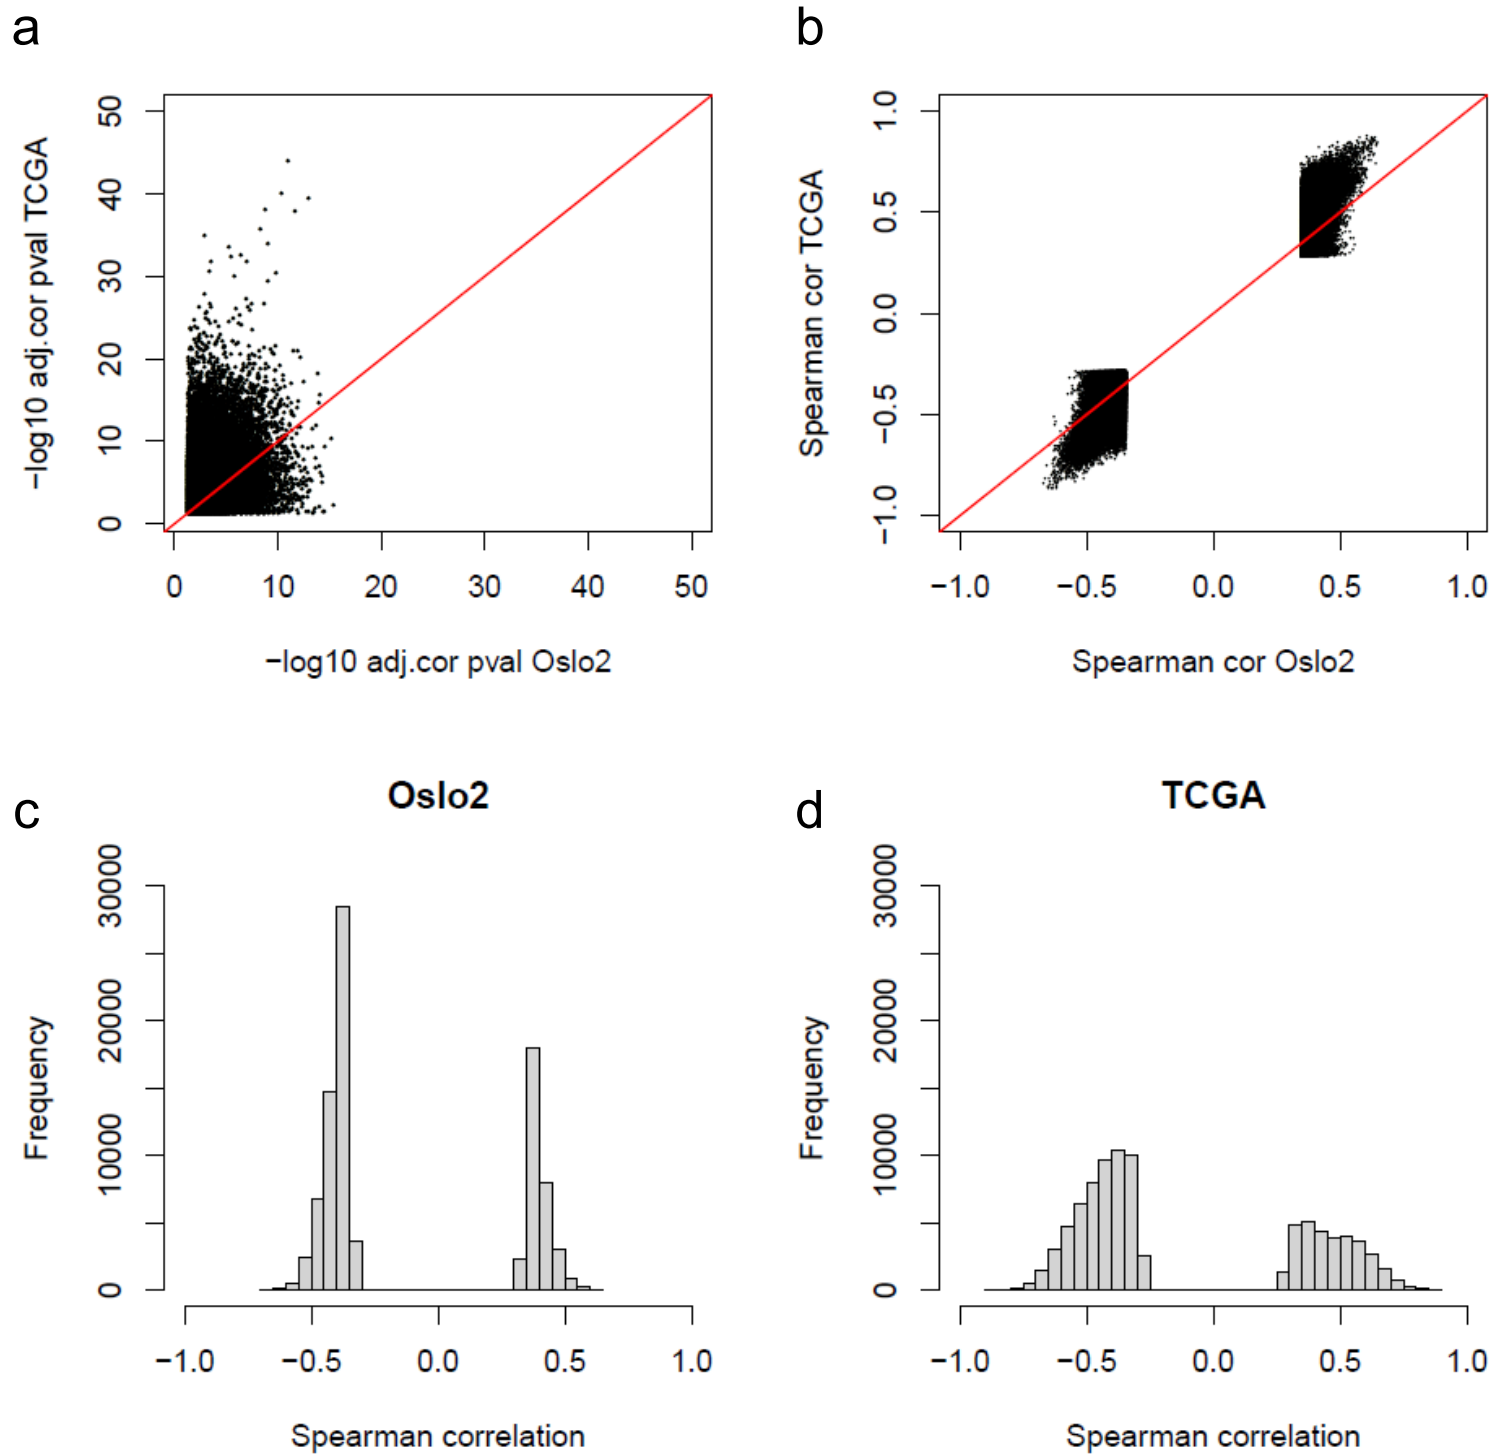 a
−log10 adj.cor pval TCGA
50
40
30
20
10
0
0 10 20 30 40 50
−log10 adj.cor pval Oslo2
b
Spearman cor TCGA
1.0
0.5
0.0
−0.5
−1.0
−1.0 −0.5 0.0 0.5 1.0
Spearman cor Oslo2
c
Oslo2
Frequency
30000
20000
10000
0
−1.0 −0.5 0.0 0.5 1.0
Spearman correlation
d
TCGA
Frequency
30000
20000
10000
0
−1.0 −0.5 0.0 0.5 1.0
Spearman correlation